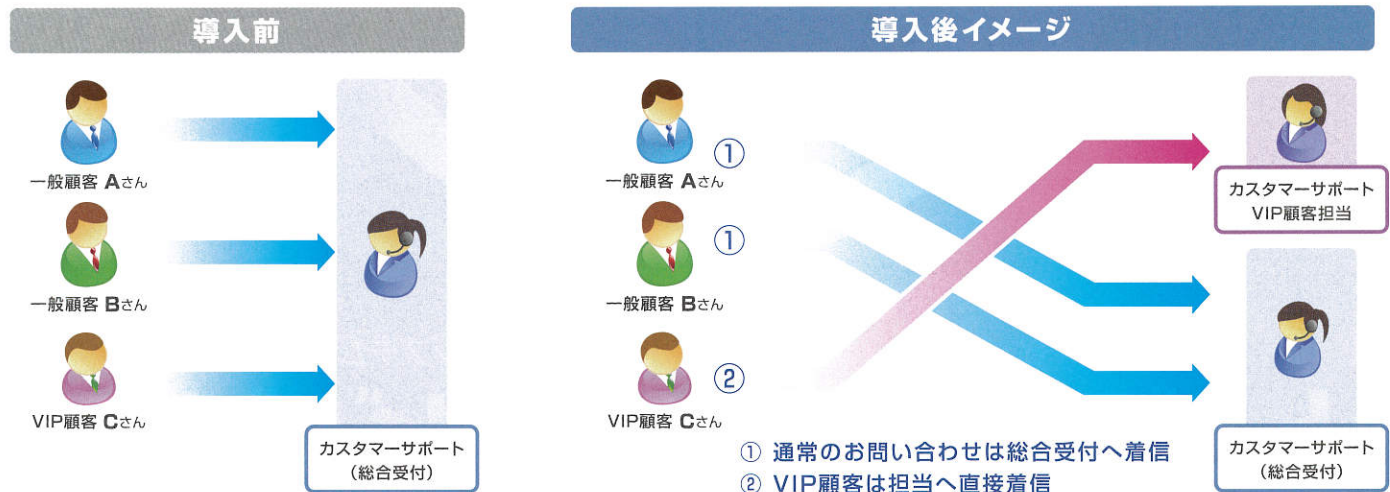 導入前
一般顧客 Aさん
一般顧客 Bさん
VIP顧客 Cさん
カスタマーサポート
(総合受付)
導入後イメージ
一般顧客 Aさん
①
一般顧客 Bさん
①
VIP顧客 Cさん
②
カスタマーサポート
VIP顧客担当
カスタマーサポート
(総合受付)
① 通常のお問い合わせは総合受付へ着信
② VIP顧客は担当へ直接着信